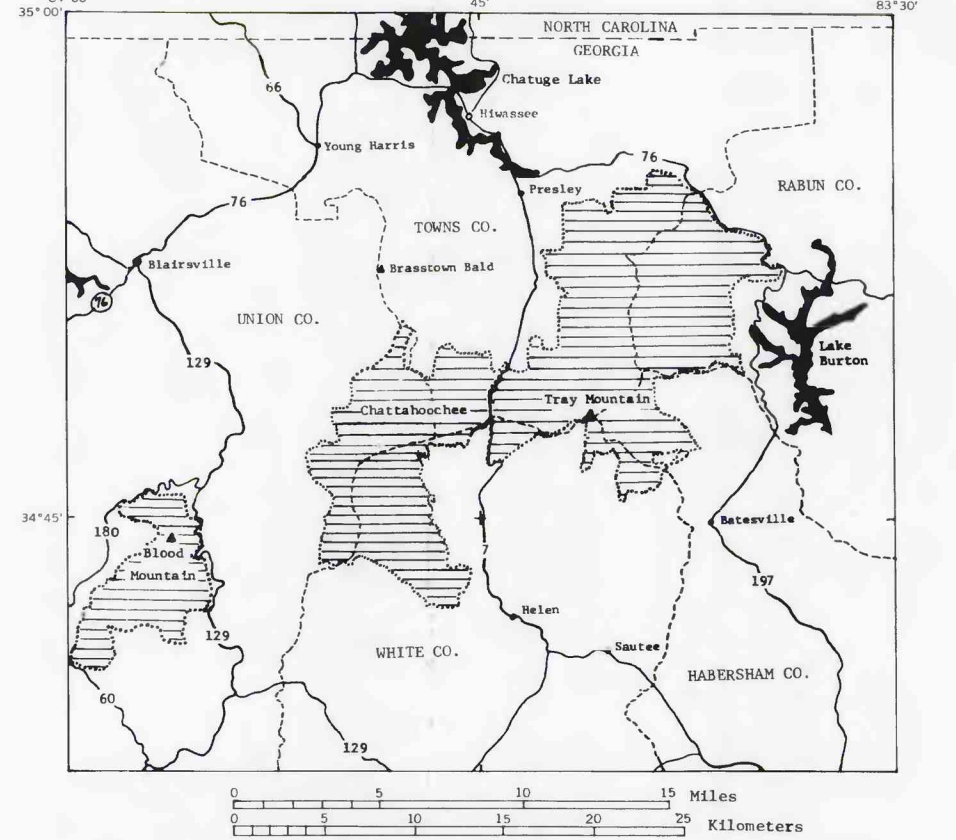 35°00'
45'
83°30'
NORTH CAROLINA
GEORGIA
Chatuge Lake
66
Hiwassee
Young Harris
76
Presley
RABUN CO.
76
TOWNS CO.
Blairsville
Brasstown Bald
76
UNION CO.
Lake
Burton
129
Tray Mountain
Chattahoochee
34°45'
180
Batesville
Blood
Mountain
7
197
Helen
129
Sautee
WHITE CO.
HABERSHAM CO.
60
129
0 5 10 15 Miles
0 5 10 15 20 25 Kilometers